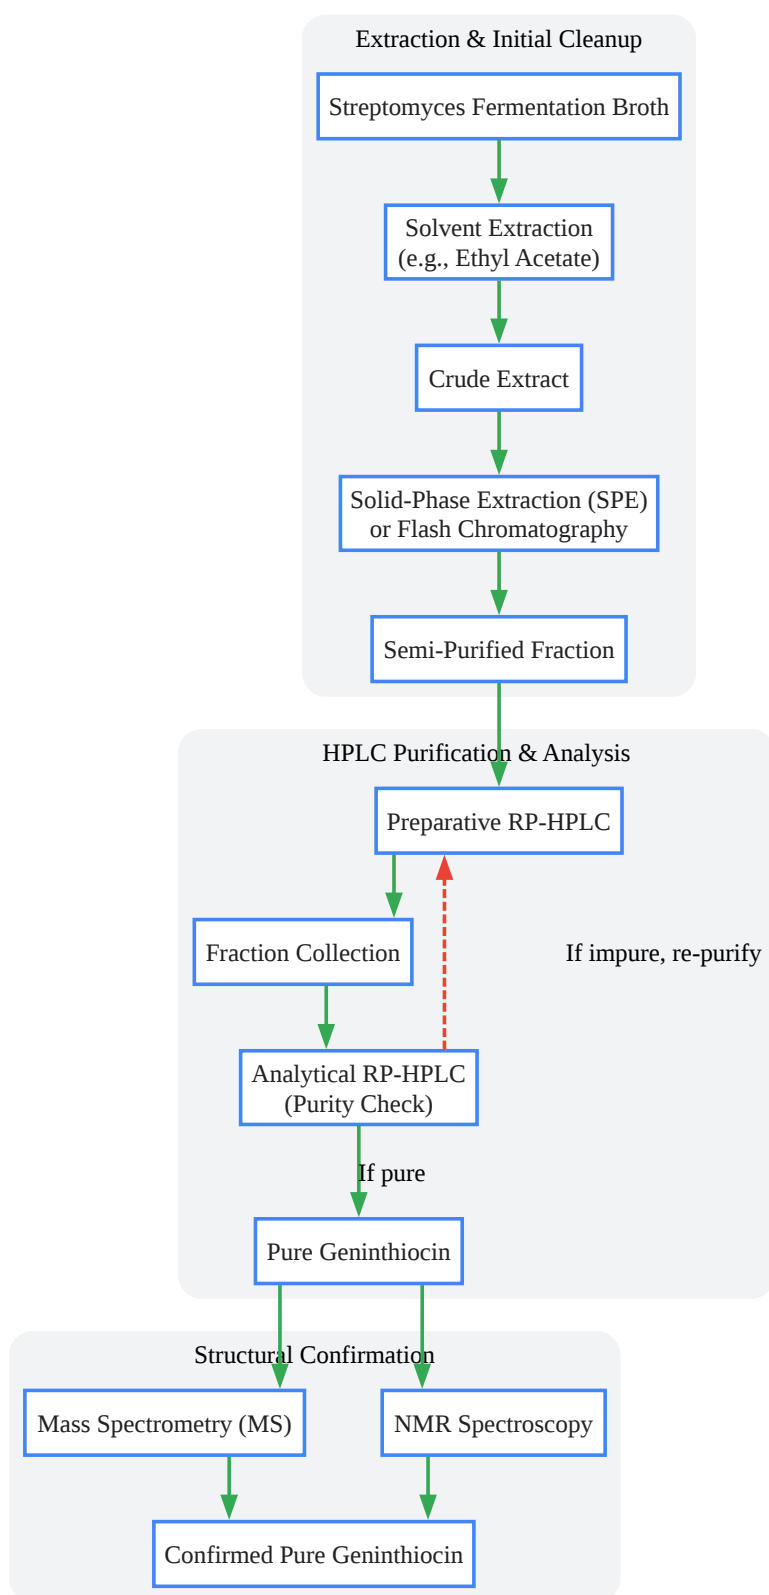 Extraction & Initial Cleanup
Streptomyces Fermentation Broth
Solvent Extraction
(e.g., Ethyl Acetate)
Crude Extract
Solid-Phase Extraction (SPE)
or Flash Chromatography
Semi-Purified Fraction
HPLC Purification & Analysis
Preparative RP-HPLC
Fraction Collection
If impure, re-purify
Analytical RP-HPLC
(Purity Check)
If pure
Pure Geninthiocin
Structural Confirmation
Mass Spectrometry (MS)
NMR Spectroscopy
Confirmed Pure Geninthiocin